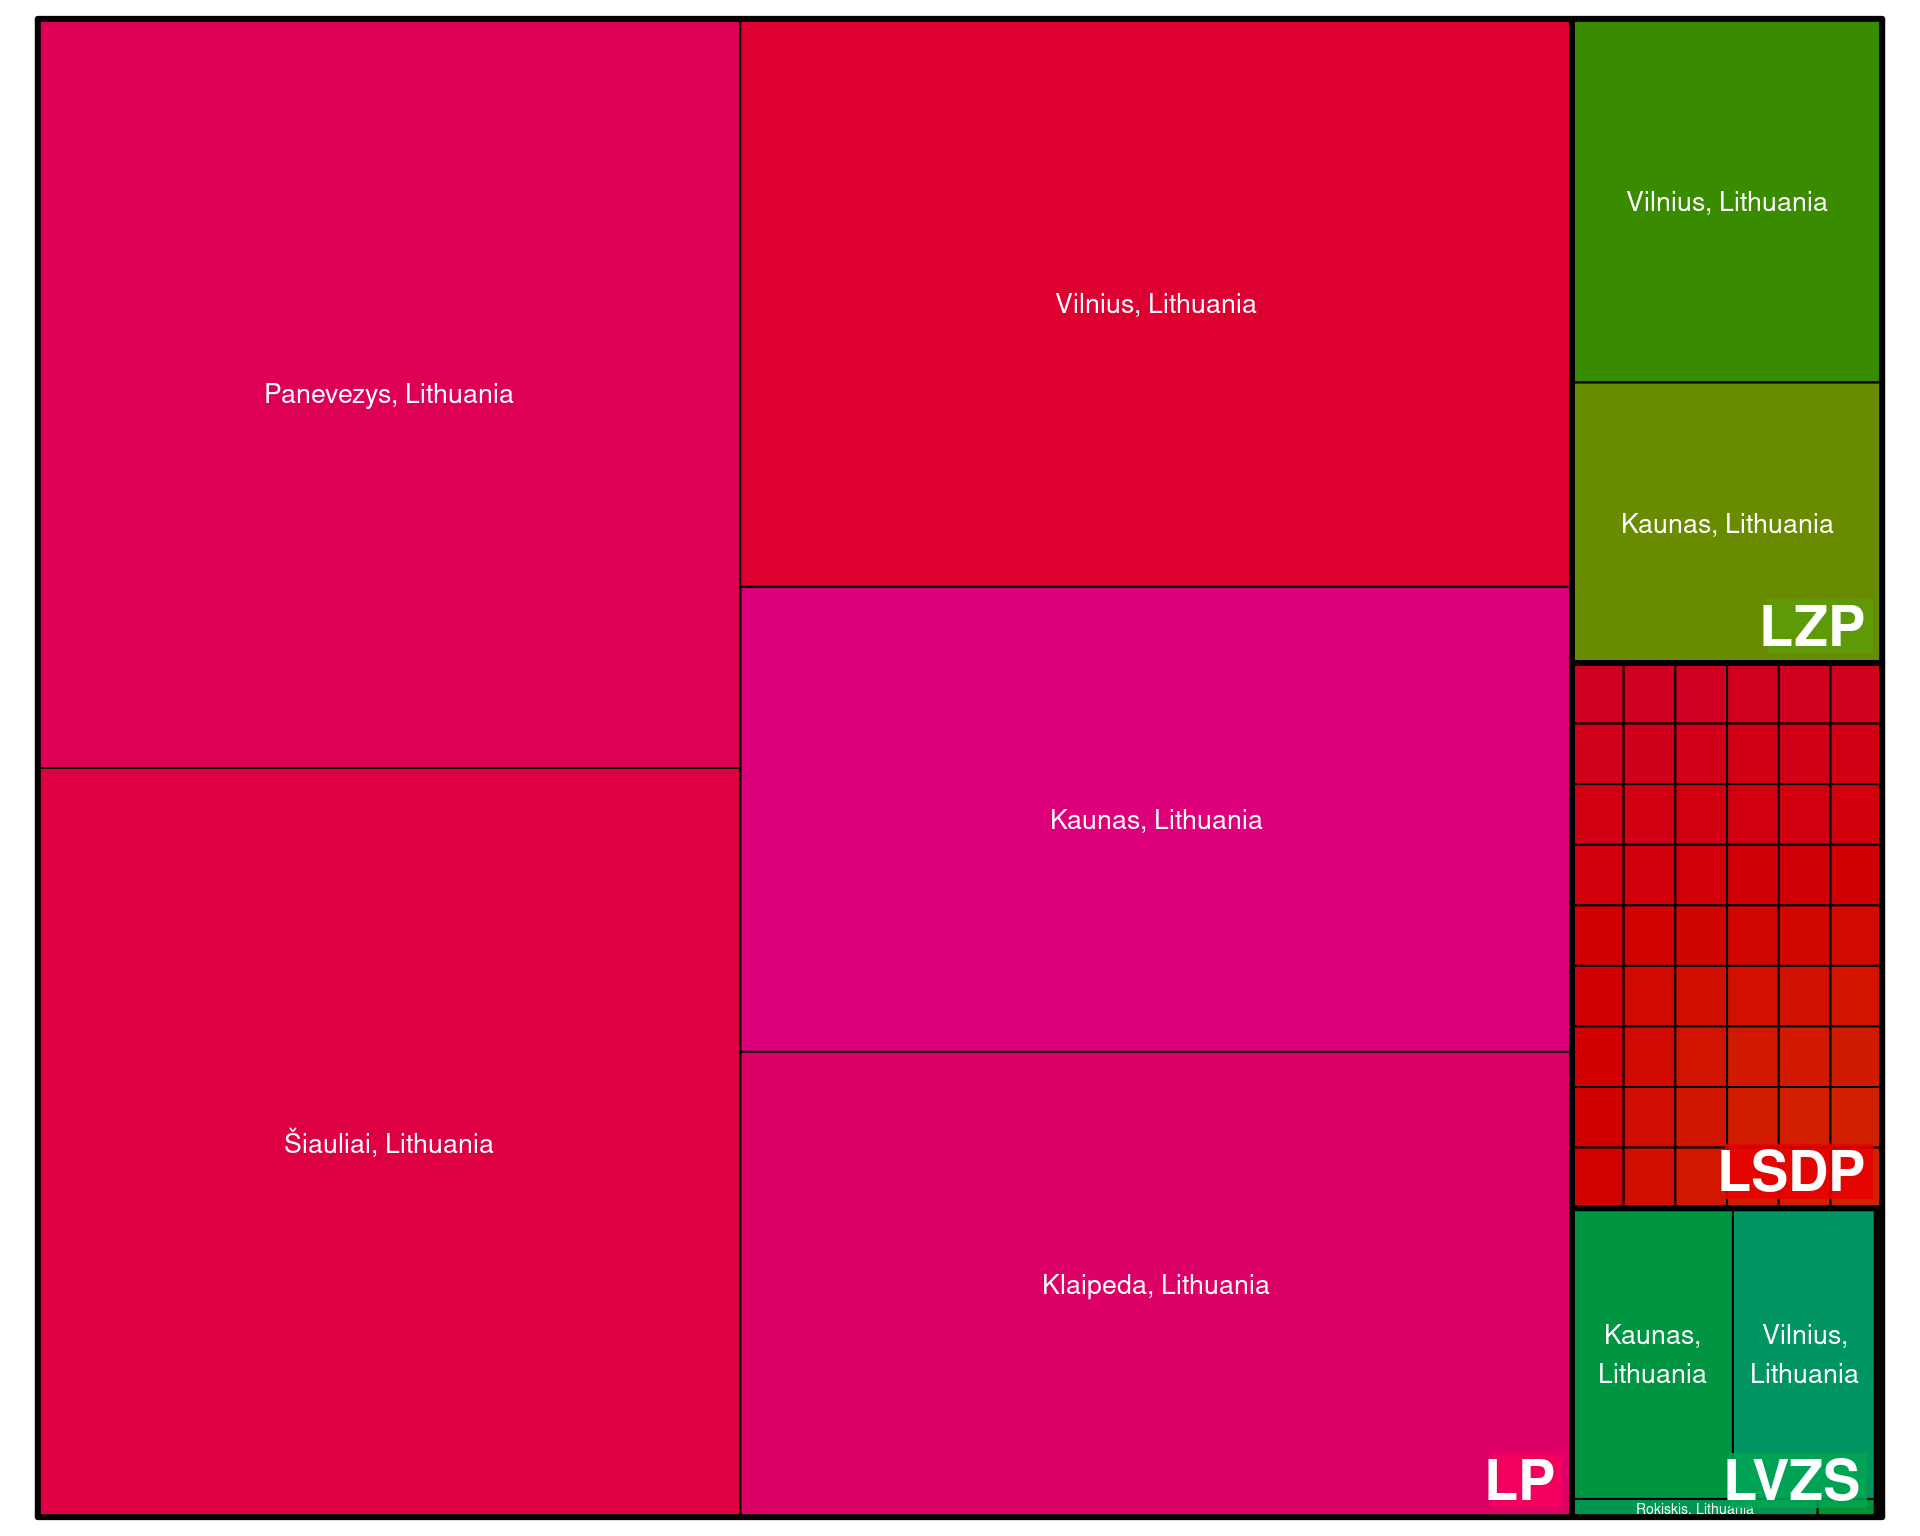 Panevezys, Lithuania
Šiauliai, Lithuania
Vilnius, Lithuania
Kaunas, Lithuania
Klaipeda, Lithuania
LP
Vilnius, Lithuania
Kaunas, Lithuania
LZP
LSDP
Kaunas,
Lithuania
Vilnius,
Lithuania
LVZS
Rokiskis, Lithuania